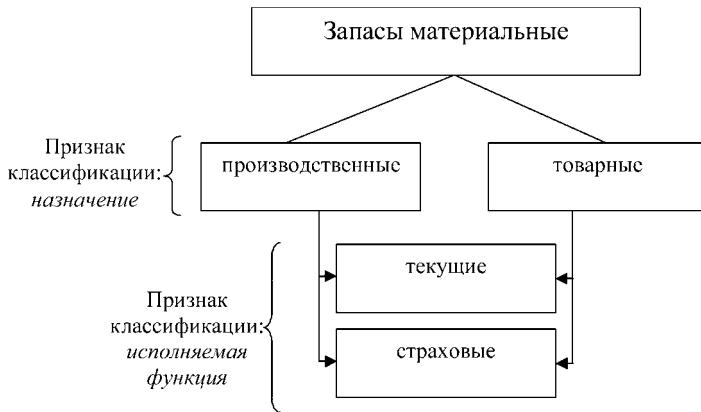 Запасы материальные
Признак
классификации:
назначение
производственные
товарные
Признак
классификации:
исполняемая
функция
текущие
страховые